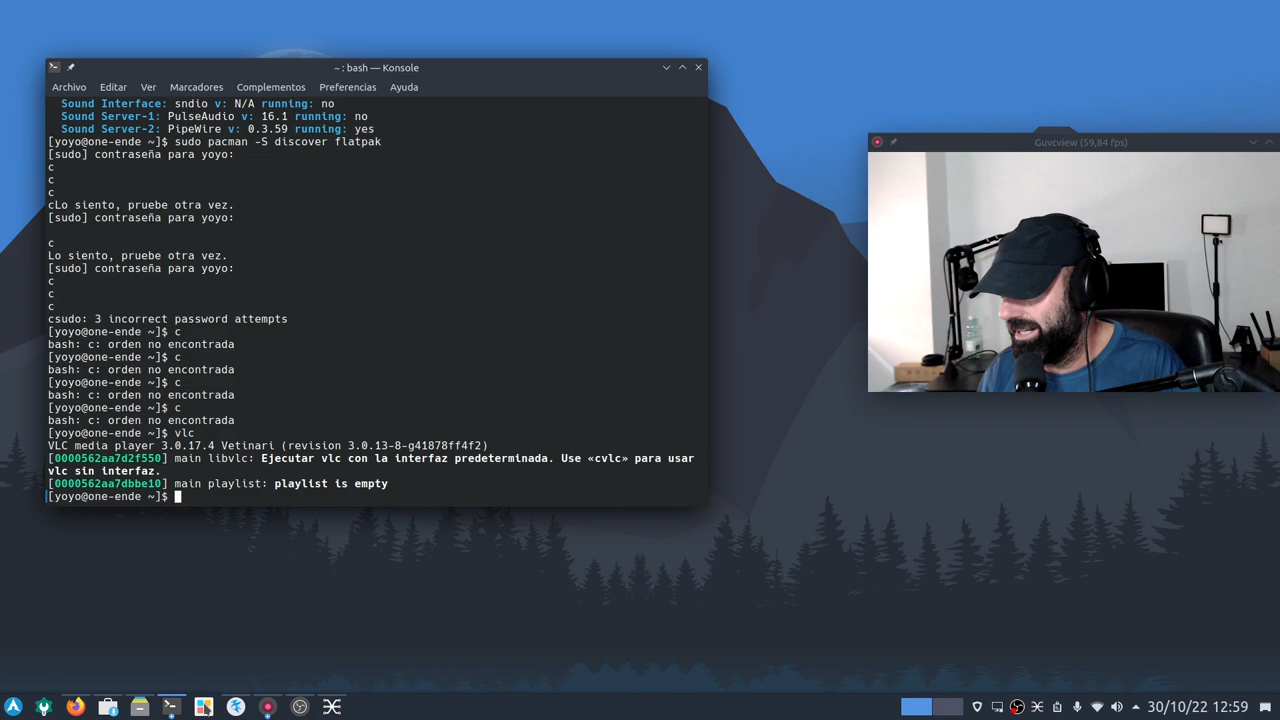 ~ : bash — Konsole
Archivo Editar Ver Marcadores Complementos Preferencias Ayuda
Sound Interface: sndio v: N/A running: no
Sound Server-1: PulseAudio v: 16.1 running: no
Sound Server-2: PipeWire v: 0.3.59 running: yes
[yoyo@one-ende ~]$ sudo pacman -S discover flatpak
[sudo] contraseña para yoyo:
c
c
c
cLo siento, pruebe otra vez.
[sudo] contraseña para yoyo:
c
Lo siento, pruebe otra vez.
[sudo] contraseña para yoyo:
c
c
c
csudo: 3 incorrect password attempts
[yoyo@one-ende ~]$ c
bash: c: orden no encontrada
[yoyo@one-ende ~]$ c
bash: c: orden no encontrada
[yoyo@one-ende ~]$ c
bash: c: orden no encontrada
[yoyo@one-ende ~]$ c
bash: c: orden no encontrada
[yoyo@one-ende ~]$ vlc
VLC media player 3.0.17.4 Vetinari (revision 3.0.13-8-g41878ff4f2)
[0000562aa7d2f550] main libvlc: Ejecutar vlc con la interfaz predeterminada. Use «cvlc» para usar
vlc sin interfaz.
[0000562aa7dbbe10] main playlist: playlist is empty
[yoyo@one-ende ~]$
Guvcview (59,84 fps)
30/10/22 12:59